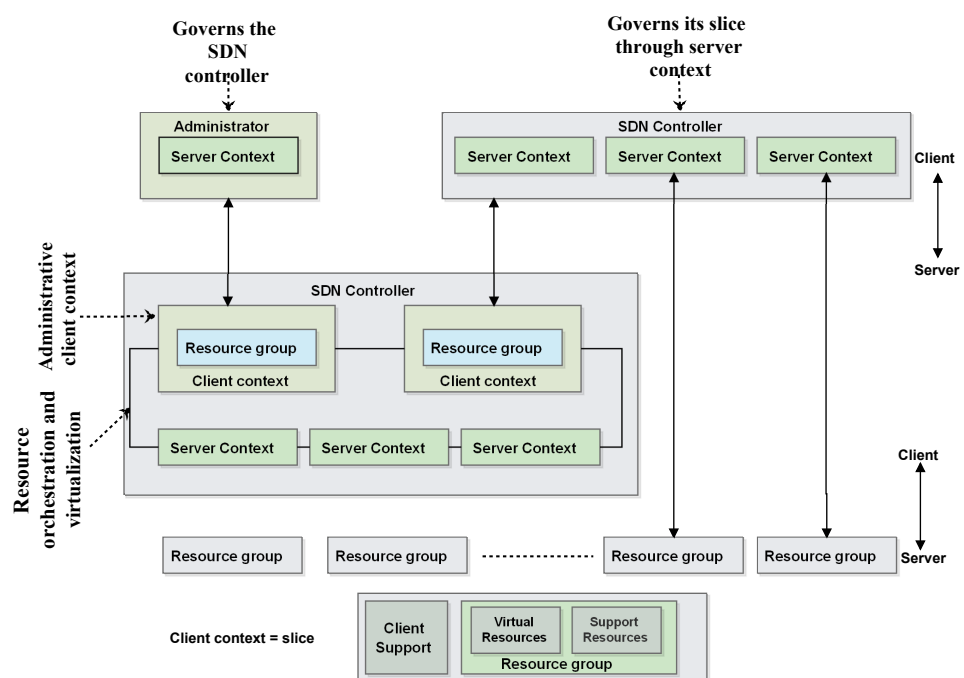 Governs the
SDN
controller
Governs its slice
through server
context
Administrator
Server Context
SDN Controller
Server Context
Server Context
Server Context
Client
Server
Administrative
client context
SDN Controller
Resource group
Client context
Resource group
Client context
Resource
orchestration and
virtualization
Server Context
Server Context
Server Context
Client
Server
Resource group
Resource group
Resource group
Resource group
Client context = slice
Client
Support
Virtual
Resources
Support
Resources
Resource group